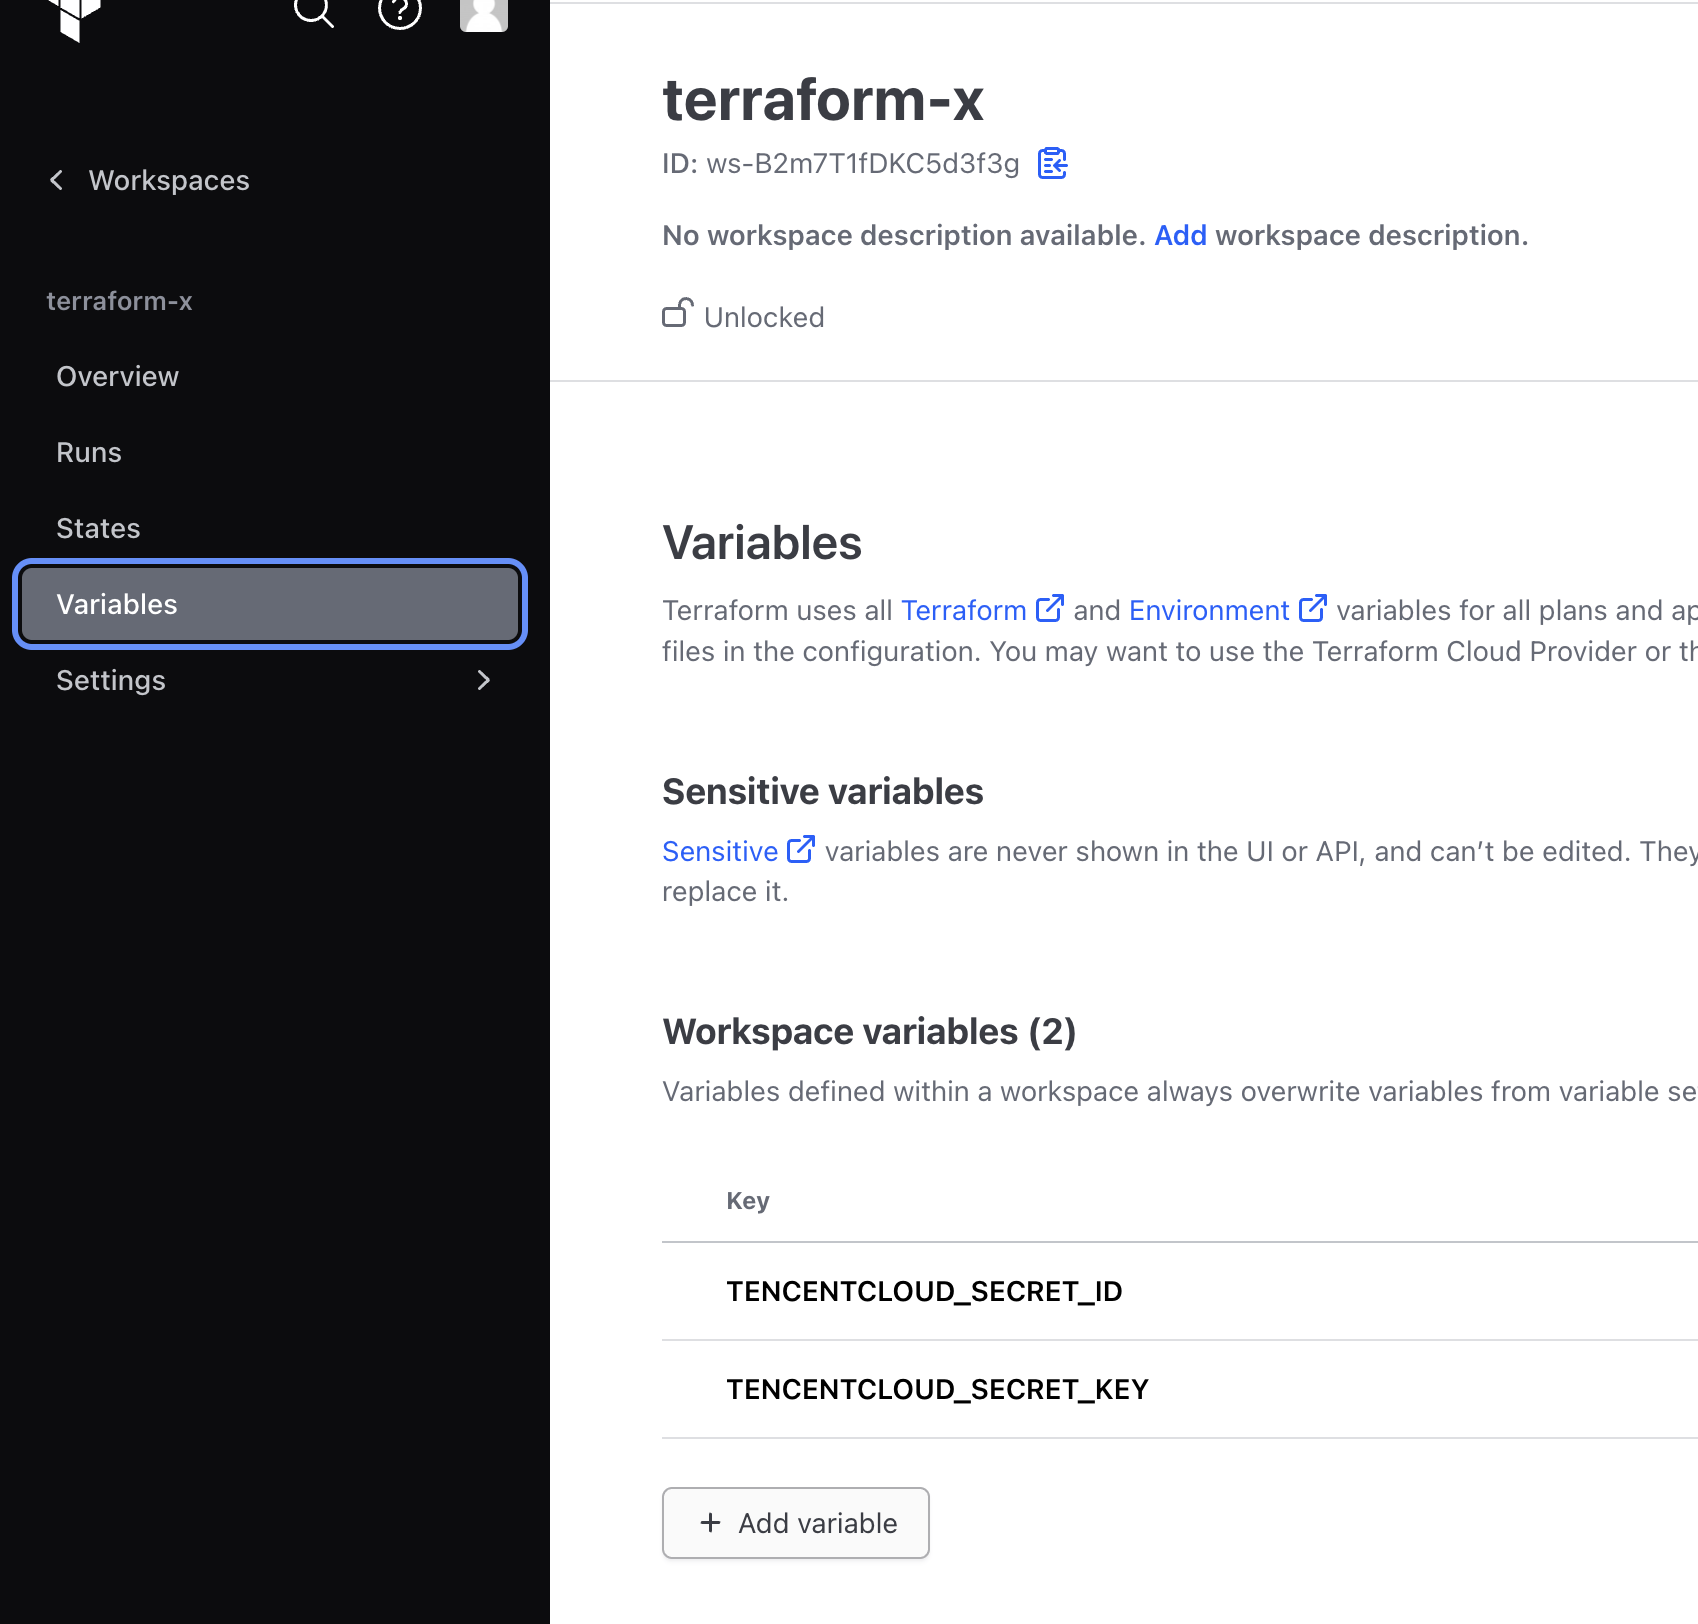 Workspaces
terraform-x
Overview
Runs
States
Variables
Settings
terraform-x
ID: ws-B2m7T1fDKC5d3f3g
No workspace description available. Add workspace description.
Unlocked
Variables
Terraform uses all Terraform and Environment variables for all plans and ap
files in the configuration. You may want to use the Terraform Cloud Provider or th
Sensitive variables
Sensitive variables are never shown in the UI or API, and can't be edited. They
replace it.
Workspace variables (2)
Variables defined within a workspace always overwrite variables from variable se
Key
TENCENTCLOUD_SECRET_ID
TENCENTCLOUD_SECRET_KEY
+ Add variable